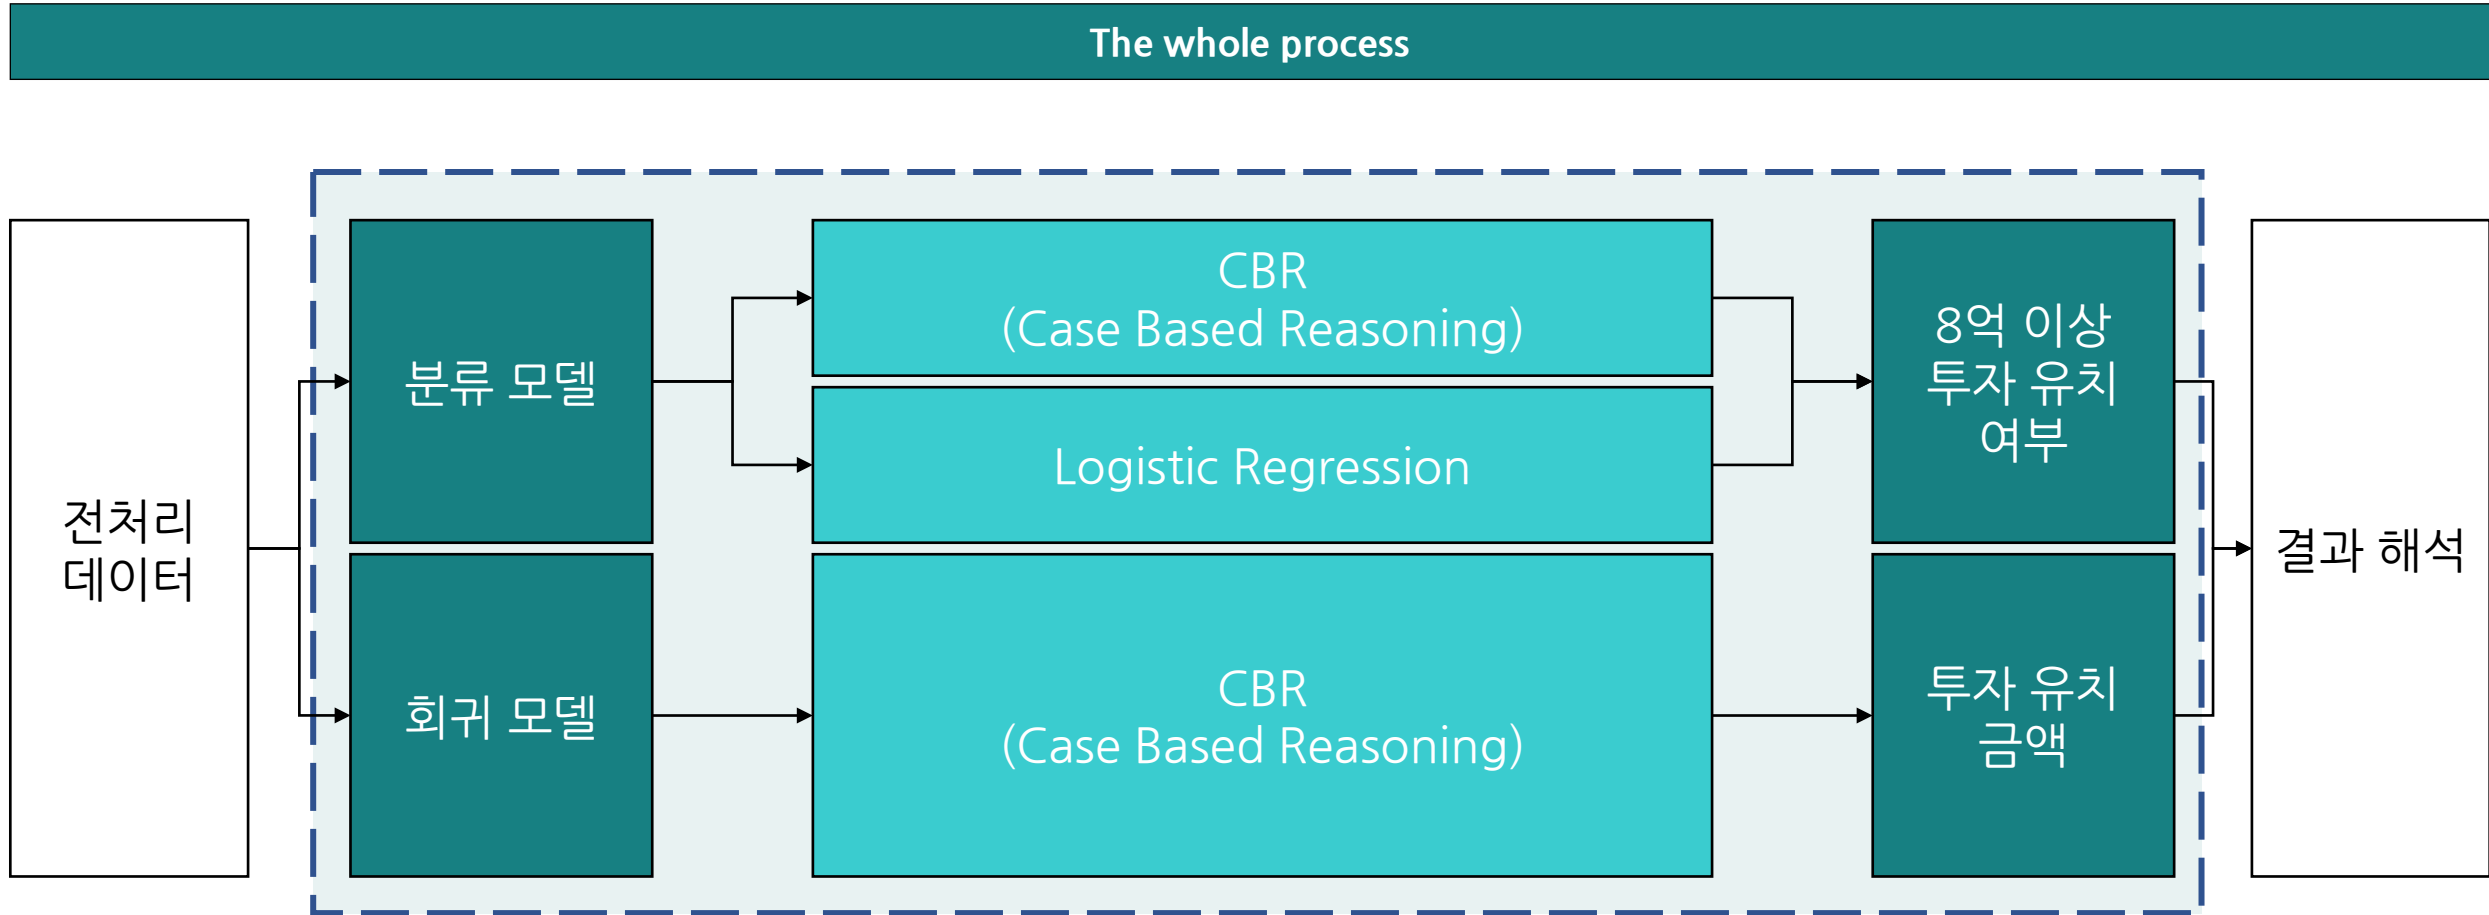 The whole process
전처리
데이터
분류 모델
회귀 모델
CBR
(Case Based Reasoning)
Logistic Regression
CBR
(Case Based Reasoning)
8억 이상
투자 유치
여부
투자 유치
금액
결과 해석